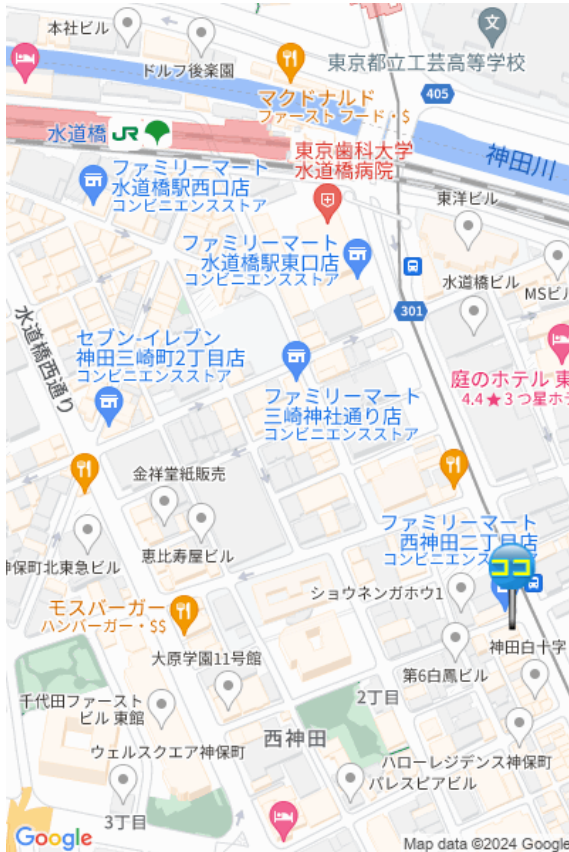 本社ビル
ドルフ後楽園
東京都立工芸高等学校
マクドナルド
ファースト フード・$
405
水道橋 JR
東京歯科大学
水道橋病院
神田川
ファミリーマート
水道橋駅西口店
コンビニエンスストア
東洋ビル
ファミリーマート
水道橋駅東口店
コンビニエンスストア
水道橋ビル
MSビル
301
水道橋西通り
セブン-イレブン
神田三崎町2丁目店
コンビニエンスストア
庭のホテル 東
4.4★3つ星ホテ
ファミリーマート
三崎神社通り店
コンビニエンスストア
金祥堂紙販売
ファミリーマート
西神田二丁目店
コンビニエンス
ココ
恵比寿屋ビル
神保町北東急ビル
ショウネンガホウ1
モスバーガー
ハンバーガー・$$
神田白十字
大原学園11号館
第6白鳳ビル
2丁目
千代田ファースト
ビル 東館
西神田
ウェルスクエア神保町
ハローレジデンス神保町
パレスピアビル
3丁目
Google
Map data ©2024 Google